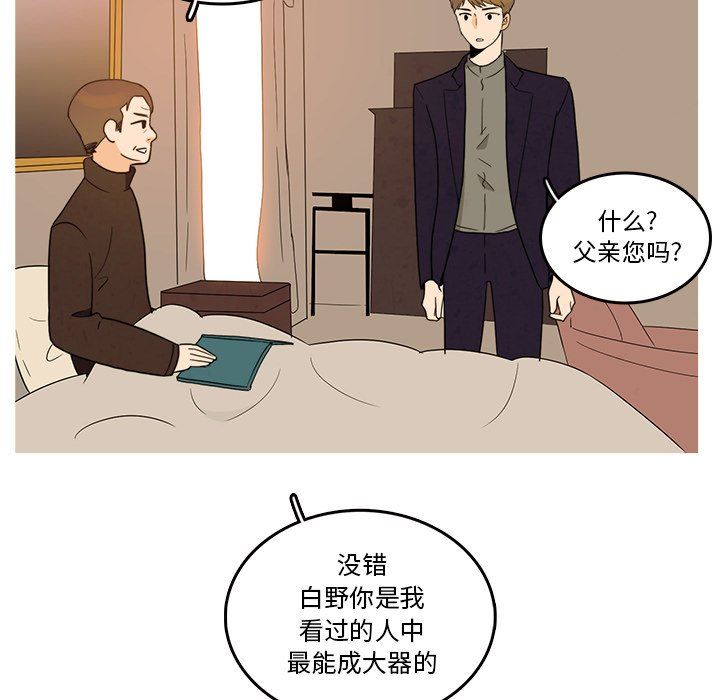 什么?
父亲您吗?
没错
白野你是我
看过的人中
最能成大器的